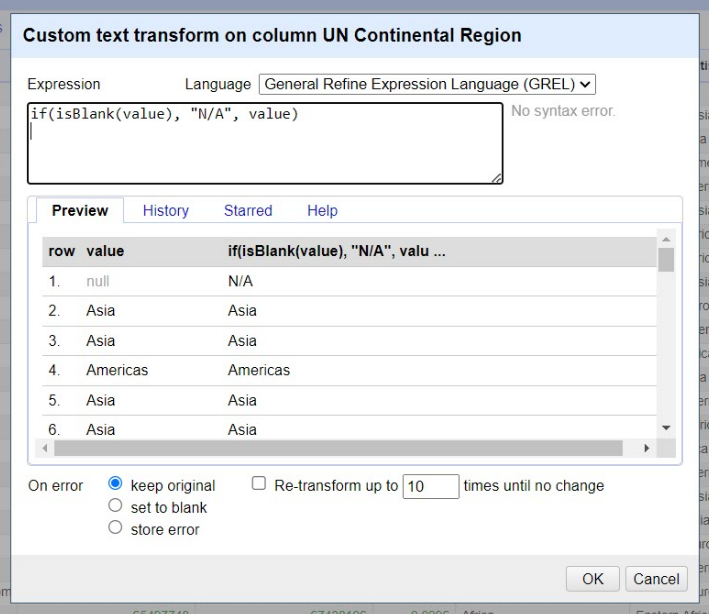 Custom text transform on column UN Continental Region
Expression Language General Refine Expression Language (GREL)
if(isBlank(value), "N/A", value)
No syntax error.
Preview History Starred Help
row value if(isBlank(value), "N/A", valu ...
1. null N/A
2. Asia Asia
3. Asia Asia
4. Americas Americas
5. Asia Asia
6. Asia Asia
On error keep original Re-transform up to 10 times until no change
set to blank
store error
OK Cancel